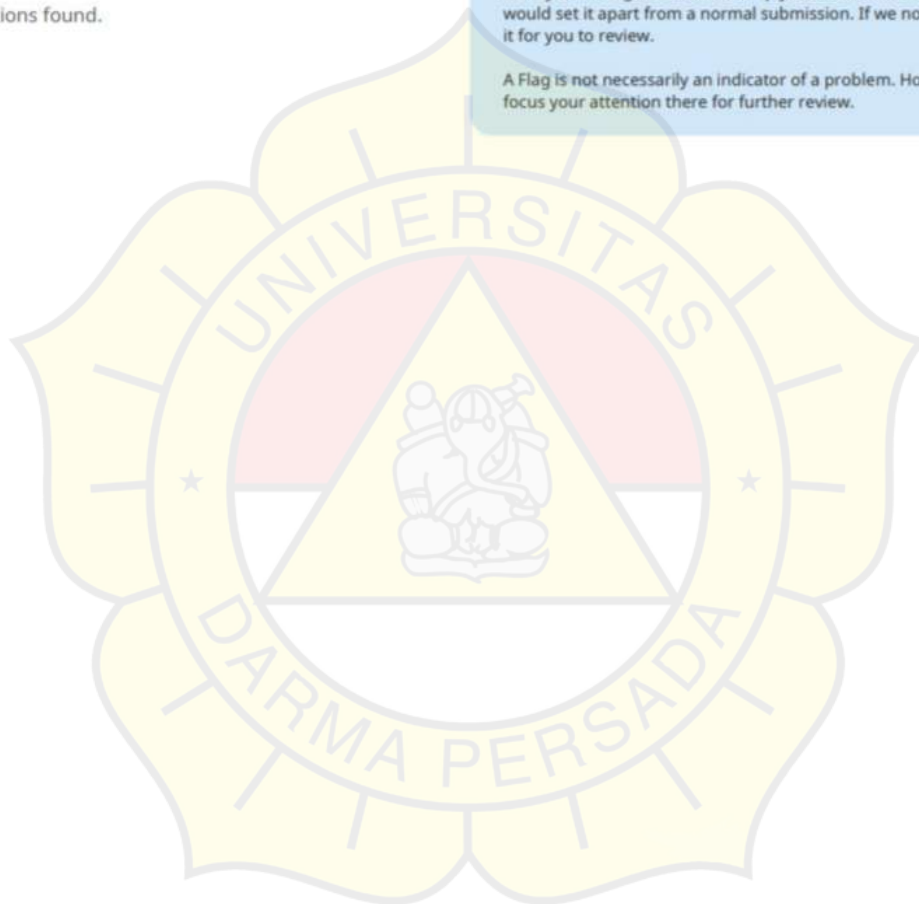 ions found.
would set it apart from a normal submission. If we no
it for you to review.
A Flag is not necessarily an indicator of a problem. Ho
focus your attention there for further review.
UNIVERSITAS
DARMA PERSADA